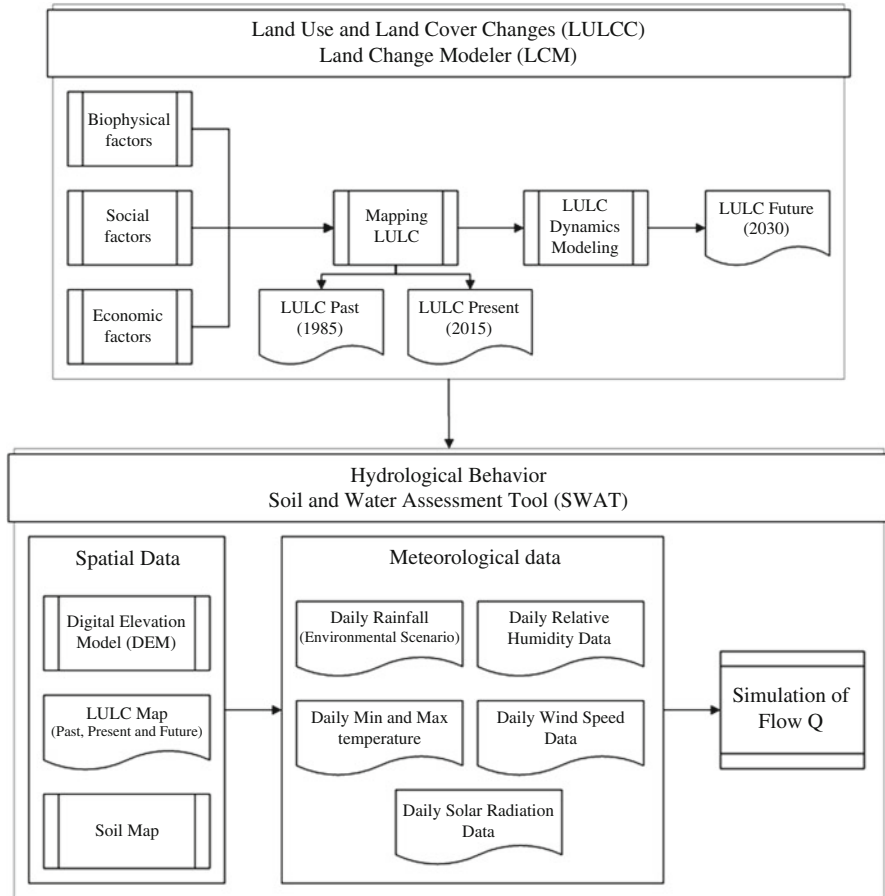 Land Use and Land Cover Changes (LULCC)
Land Change Modeler (LCM)
Biophysical
factors
Social
factors
Economic
factors
Mapping
LULC
LULC
Dynamics
Modeling
LULC Future
(2030)
LULC Past
(1985)
LULC Present
(2015)
Hydrological Behavior
Soil and Water Assessment Tool (SWAT)
Spatial Data
Digital Elevation
Model (DEM)
LULC Map
(Past, Present and Future)
Soil Map
Meteorological data
Daily Rainfall
(Environmental Scenario)
Daily Relative
Humidity Data
Daily Min and Max
temperature
Daily Wind Speed
Data
Daily Solar Radiation
Data
Simulation of
Flow Q